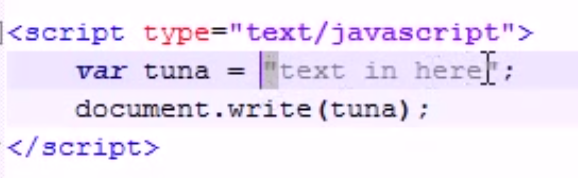 <script type="text/javascript">
var tuna = "text in here";
document.write(tuna);
</script>